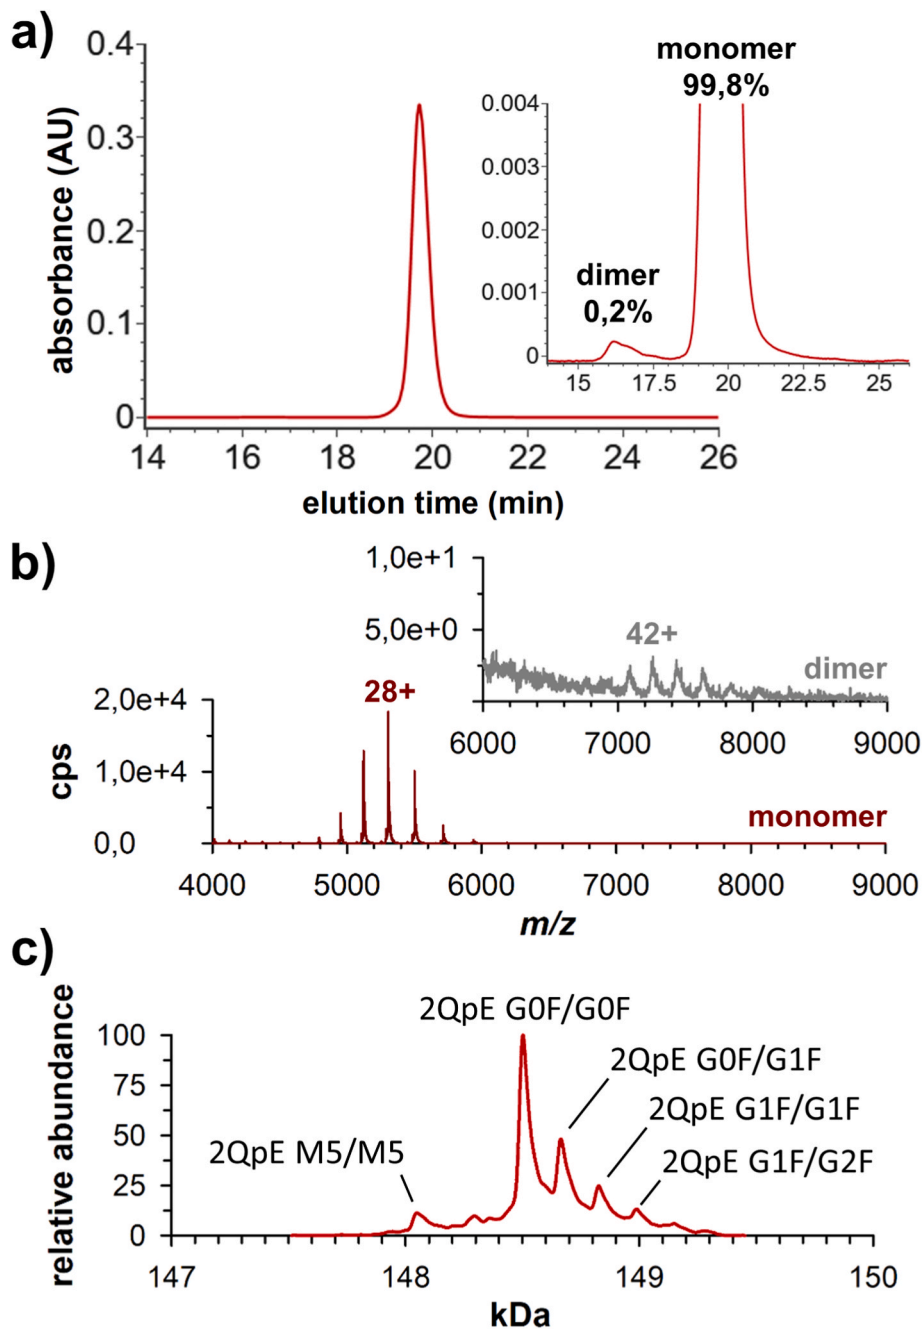 a)
0.4
0.3
0.2
0.1
0
absorbance (AU)
14 16 18 20 22 24 26
elution time (min)
monomer
99,8%
0.004
0.003
0.002
0.001
0
dimer
0,2%
15 17.5 20 22.5 25
b)
1,0e+1
5,0e+0
42+
dimer
6000 7000 8000 9000
28+
2,0e+4
1,0e+4
0,0
cps
monomer
4000 5000 6000 7000 8000 9000
m/z
c)
relative abundance
100
75
50
25
0
2QpE G0F/G0F
2QpE G0F/G1F
2QpE G1F/G1F
2QpE M5/M5
2QpE G1F/G2F
147 148 149 150
kDa